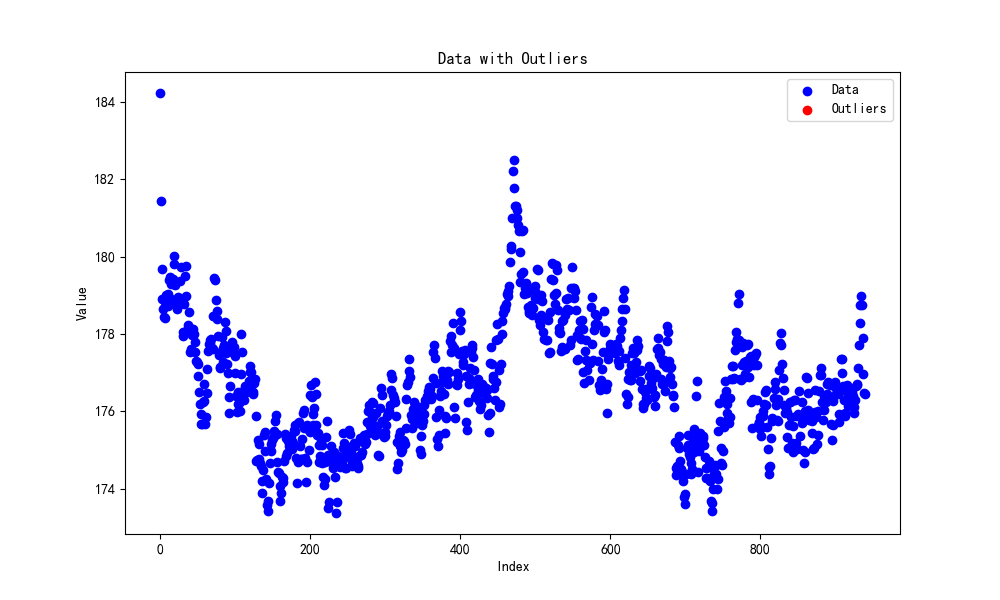 Data with Outliers
Data
Outliers
184
182
180
178
176
174
Value
0
200
400
600
800
Index